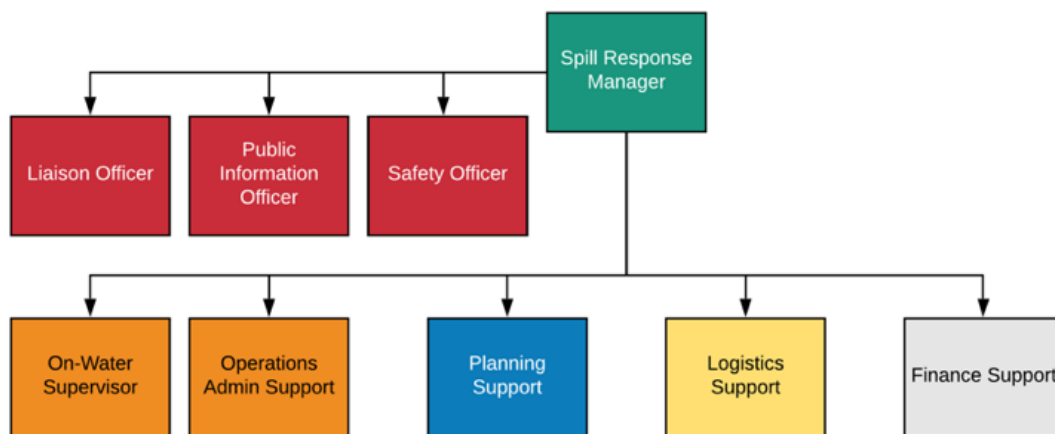 Spill Response
Manager
Liaison Officer
Public
Information
Officer
Safety Officer
On-Water
Supervisor
Operations
Admin Support
Planning
Support
Logistics
Support
Finance Support